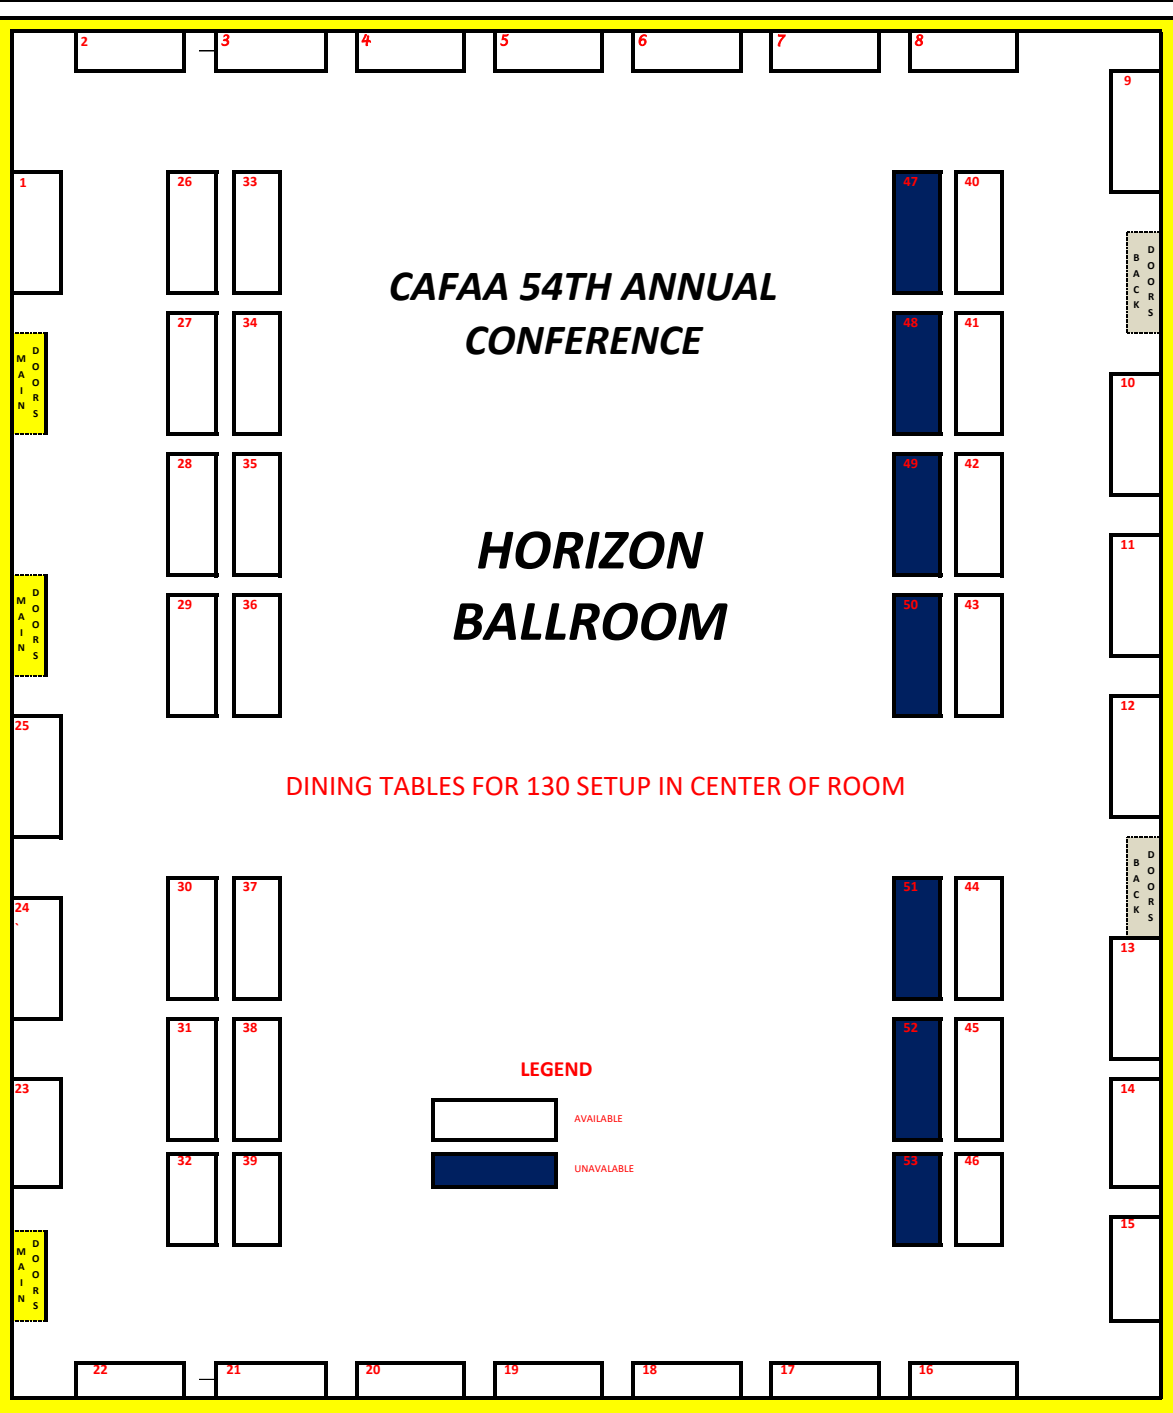 2 3 4 5 6 7 8
9
1 26 33 47 40
CAFAA 54TH ANNUAL
CONFERENCE
BACK DOORS
27 34 48 41
MAIN DOORS
10
28 35 49 42
HORIZON
BALLROOM
11
MAIN DOORS
29 36 50 43
12
25
DINING TABLES FOR 130 SETUP IN CENTER OF ROOM
BACK DOORS
30 37 51 44
24
`
13
31 38 52 45
LEGEND
23
14
AVAILABLE
32 39 53 46
UNAVALABLE
15
MAIN DOORS
22 21 20 19 18 17 16